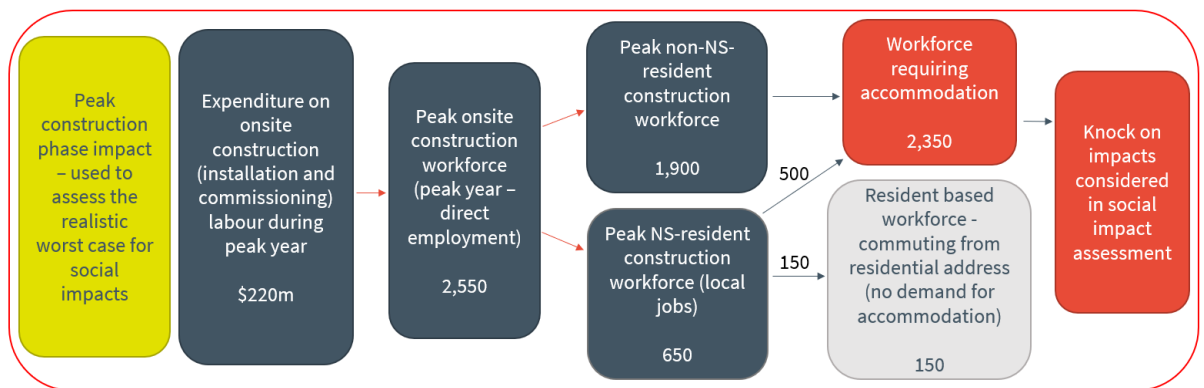 Peak
construction
phase impact
– used to
assess the
realistic
worst case for
social
impacts
Expenditure on
onsite
construction
(installation and
commissioning)
labour during
peak year
$220m
Peak onsite
construction
workforce
(peak year –
direct
employment)
2,550
Peak non-NS-
resident
construction
workforce
1,900
Peak NS-resident
construction
workforce (local
jobs)
650
500
150
Workforce
requiring
accommodation
2,350
Resident based
workforce -
commuting from
residential address
(no demand for
accommodation)
150
Knock on
impacts
considered
in social
impact
assessment